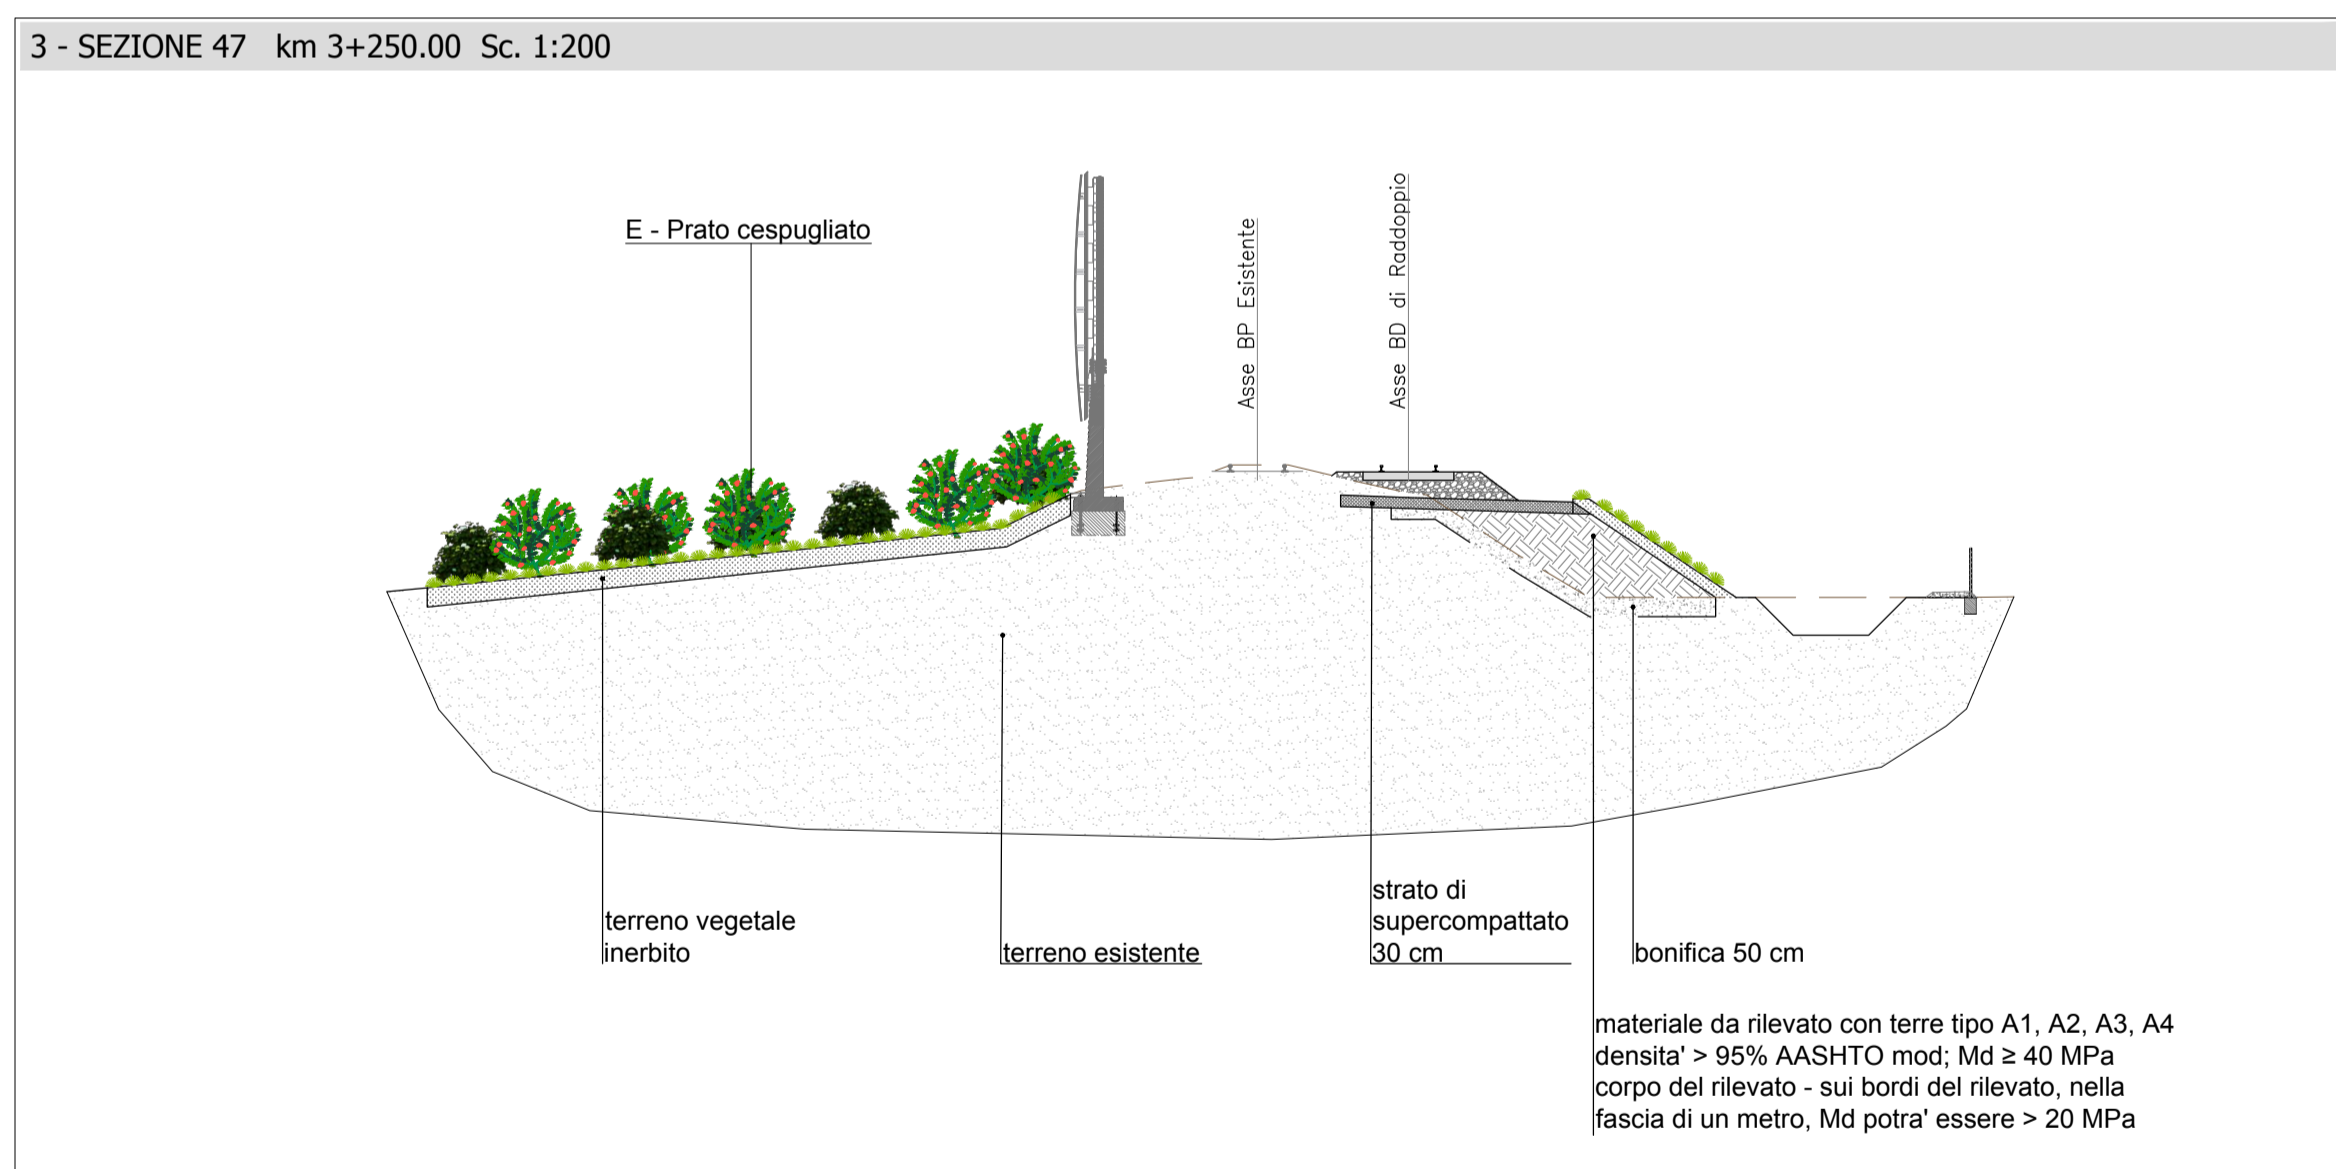 3 - SEZIONE 47 km 3+250.00 Sc. 1:200
E - Prato cespugliato
Asse BP Esistente
Asse BD di Raddoppio
terreno vegetale
inerbito
terreno esistente
strato di
supercompattato
30 cm
bonifica 50 cm
materiale da rilevato con terre tipo A1, A2, A3, A4
densita' > 95% AASHTO mod; Md ≥ 40 MPa
corpo del rilevato - sui bordi del rilevato, nella
fascia di un metro, Md potra' essere > 20 MPa